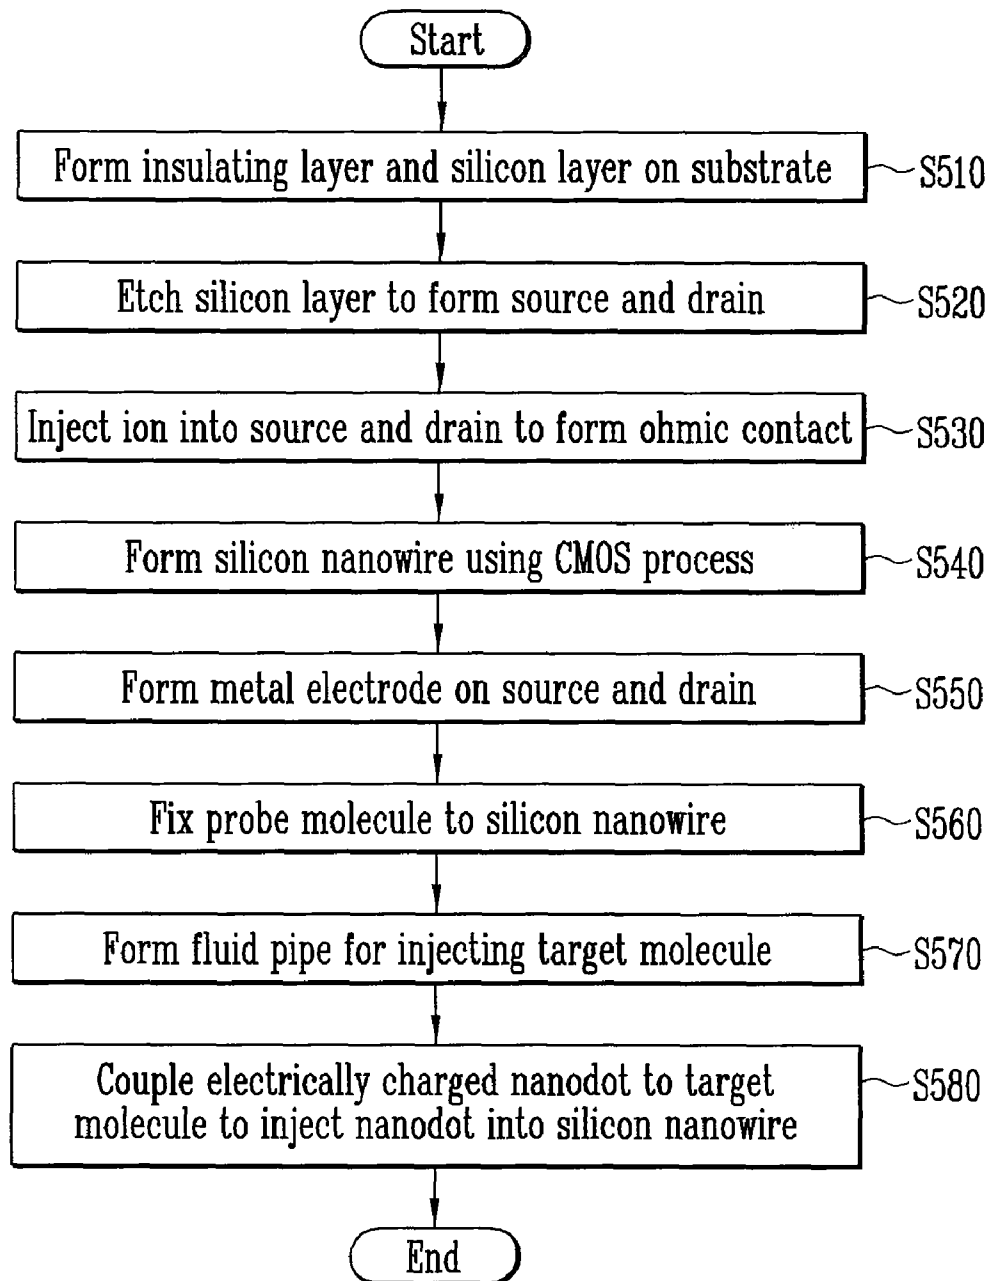 Start
Form insulating layer and silicon layer on substrate
S510
Etch silicon layer to form source and drain
S520
Inject ion into source and drain to form ohmic contact
S530
Form silicon nanowire using CMOS process
S540
Form metal electrode on source and drain
S550
Fix probe molecule to silicon nanowire
S560
Form fluid pipe for injecting target molecule
S570
Couple electrically charged nanodot to target
molecule to inject nanodot into silicon nanowire
S580
End